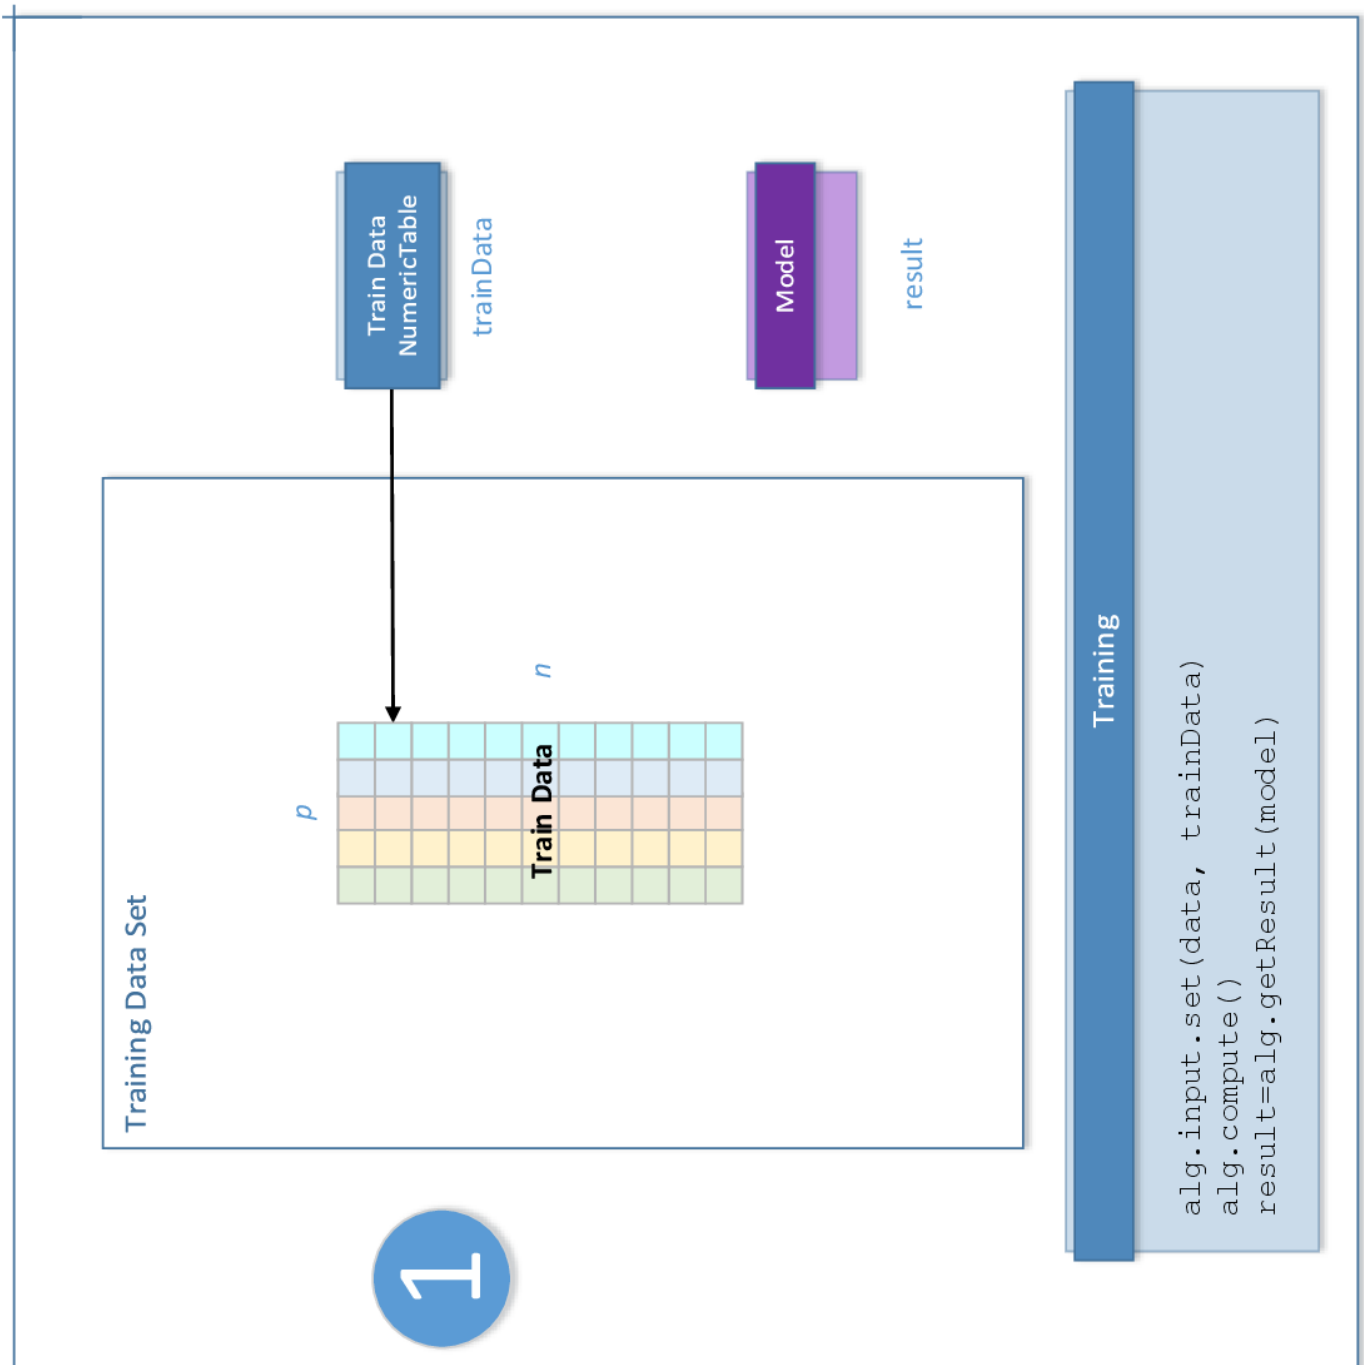 1
Training Data Set
p
Train Data
n
Train Data
NumericTable
trainData
Model
result
Training
alg.input.set(data, trainData)
alg.compute()
result=alg.getResult(model)